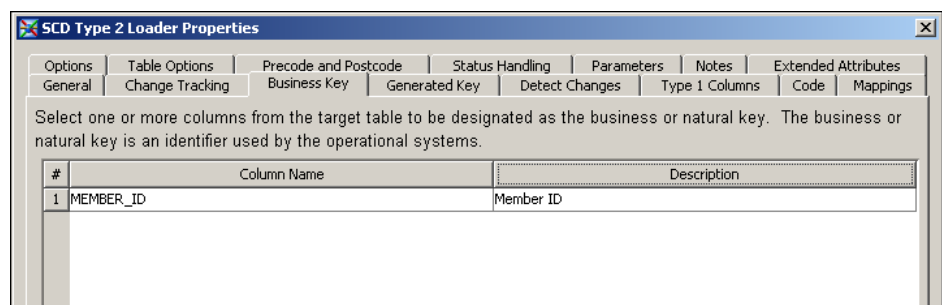 SCD Type 2 Loader Properties
Options Table Options Precode and Postcode Status Handling Parameters Notes Extended Attributes
General Change Tracking Business Key Generated Key Detect Changes Type 1 Columns Code Mappings
Select one or more columns from the target table to be designated as the business or natural key. The business or
natural key is an identifier used by the operational systems.
# Column Name Description
1 MEMBER_ID Member ID